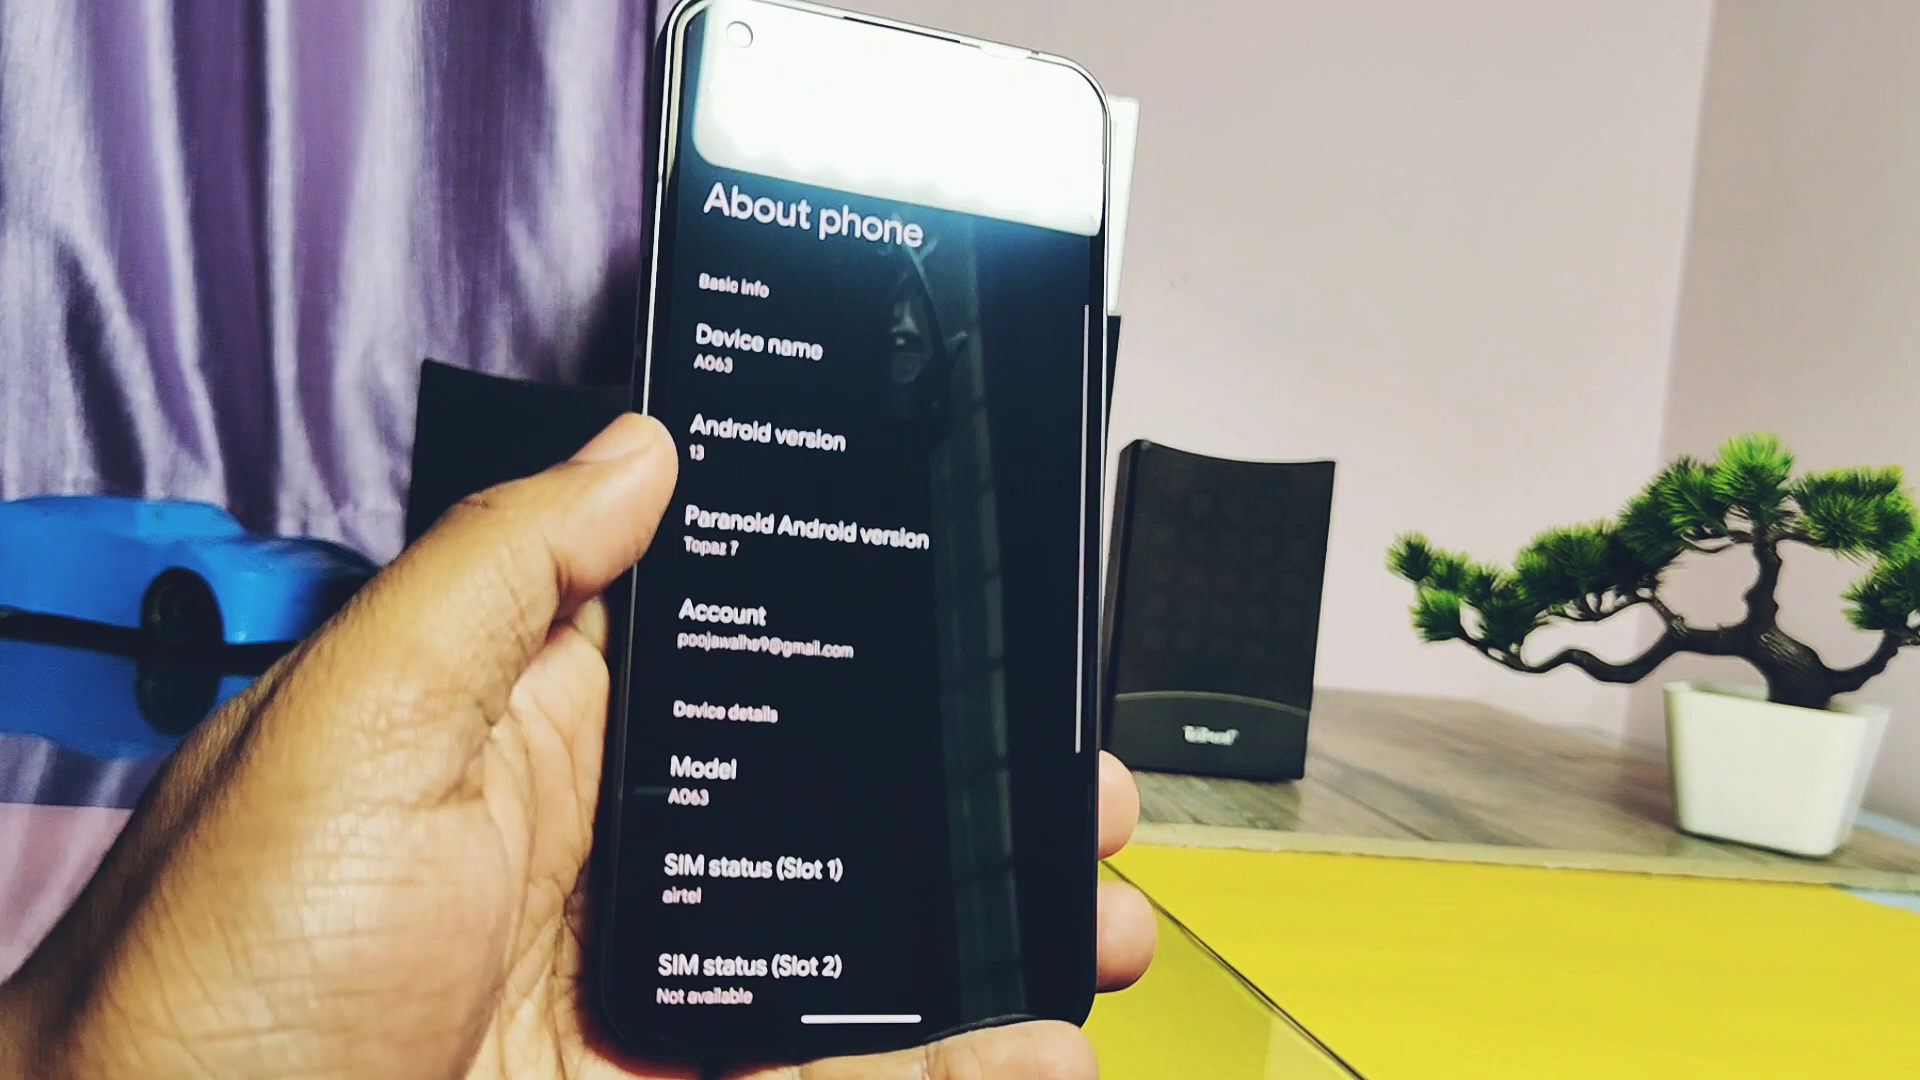 About phone
Basic info
Device name
A063
Android version
13
Paranoid Android version
Topaz 7
Account
Device details
Model
A063
SIM status (Slot 1)
airtel
SIM status (Slot 2)
Not available